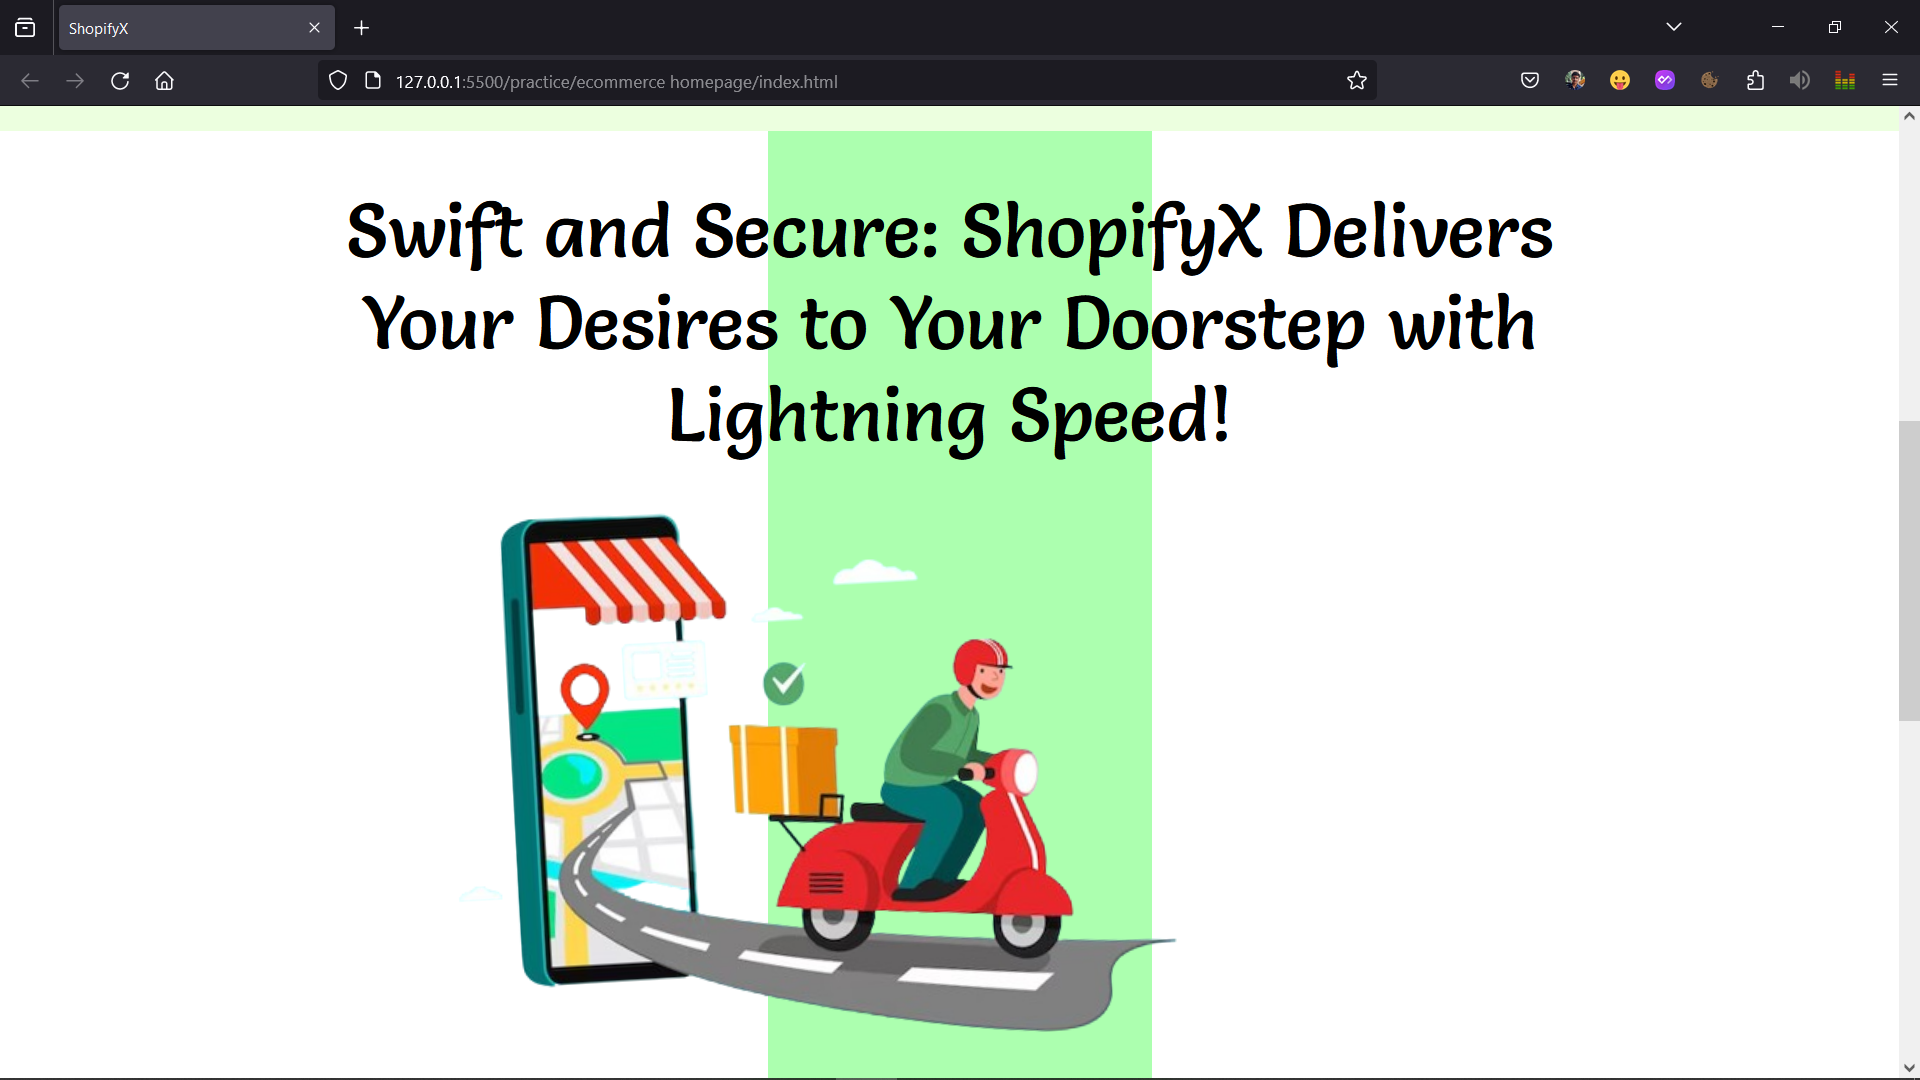 ShopifyX
127.0.0.1:5500/practice/ecommerce homepage/index.html
Swift and Secure: ShopifyX Delivers
Your Desires to Your Doorstep with
Lightning Speed!